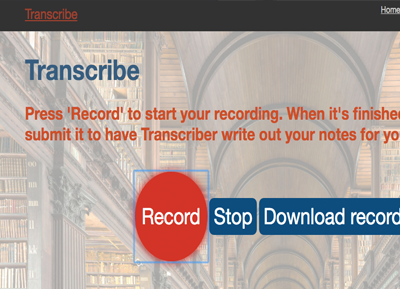 Transcribe
Home
Transcribe
Press 'Record' to start your recording. When it's finished
submit it to have Transcriber write out your notes for yo
Record
Stop
Download record